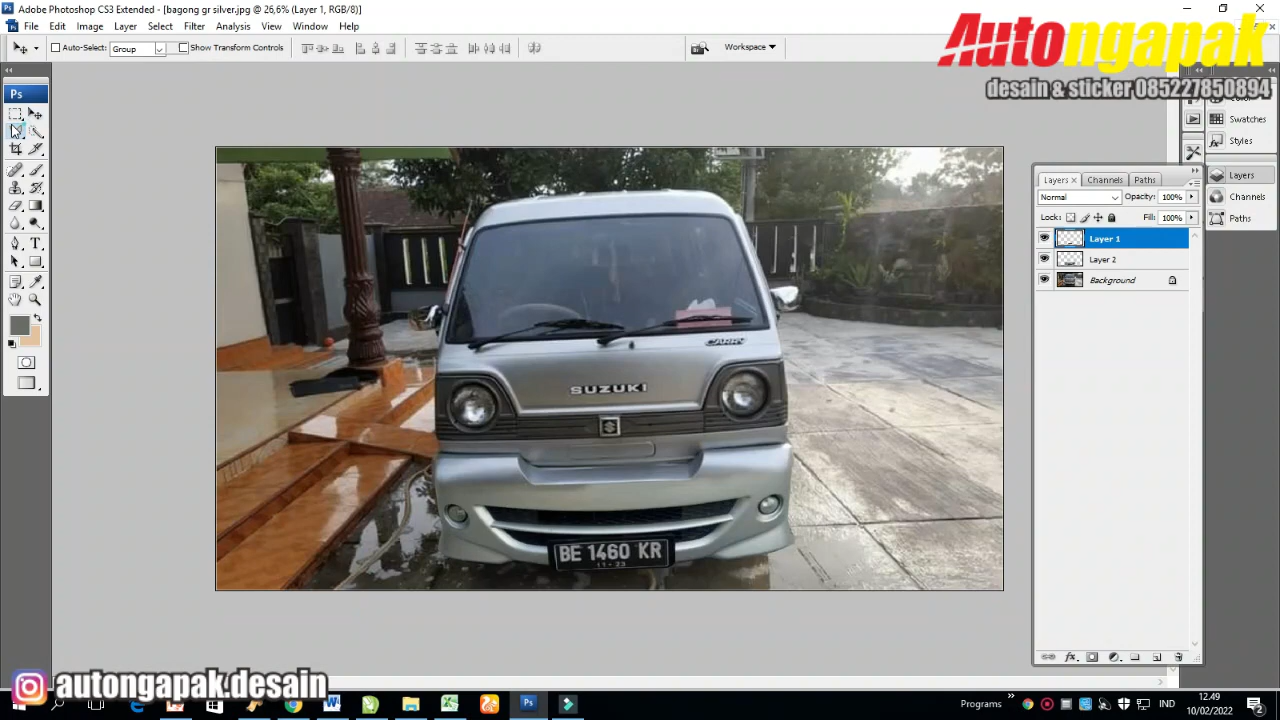 Adobe Photoshop CS3 Extended - [bagong gr silver.jpg @ 26,6% (Layer 1, RGB/8)]
File Edit Image Layer Select Filter Analysis View Window Help
Auto-Select: Group Show Transform Controls
Workspace
Autongapak
desain & sticker 085227850894
Ps
Swatches
Styles
Layers
Channels
Paths
Layers × Channels Paths
Normal Opacity: 100%
Lock: Fill: 100%
Layer 1
Layer 2
Background
CARRY
SUZUKI
BE 1460 KR
11-23
autongapak.desain
Programs
IND
12.49
10/02/2022
2